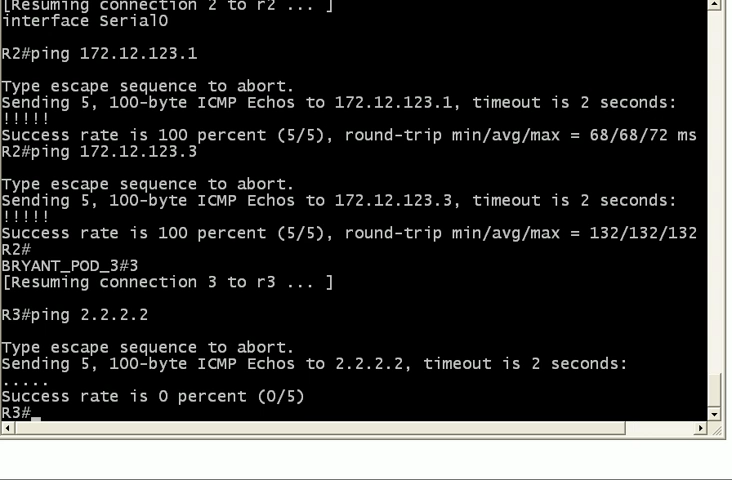 [Resuming connection 2 to r2 ... ]
interface Serial0
R2#ping 172.12.123.1
Type escape sequence to abort.
Sending 5, 100-byte ICMP Echos to 172.12.123.1, timeout is 2 seconds:
!!!!!
Success rate is 100 percent (5/5), round-trip min/avg/max = 68/68/72 ms
R2#ping 172.12.123.3
Type escape sequence to abort.
Sending 5, 100-byte ICMP Echos to 172.12.123.3, timeout is 2 seconds:
!!!!!
Success rate is 100 percent (5/5), round-trip min/avg/max = 132/132/132
R2#
BRYANT_POD_3#3
[Resuming connection 3 to r3 ... ]
R3#ping 2.2.2.2
Type escape sequence to abort.
Sending 5, 100-byte ICMP Echos to 2.2.2.2, timeout is 2 seconds:
.....
Success rate is 0 percent (0/5)
R3#_